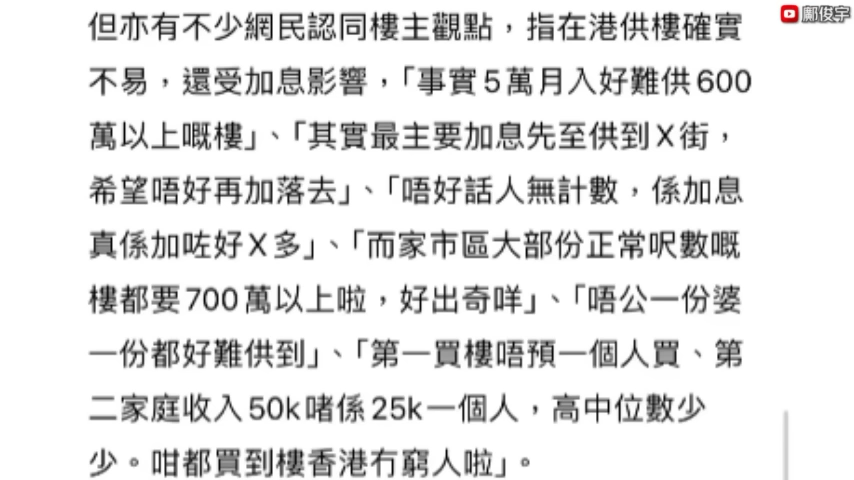 鄺俊宇
但亦有不少網民認同樓主觀點，指在港供樓確實
不易，還受加息影響，「事實5萬月入好難供600
萬以上嘅樓」、「其實最主要加息先至供到X街，
希望唔好再加落去」、「唔好話人無計數，係加息
真係加咗好X多」、「而家市區大部份正常呎數嘅
樓都要700萬以上啦，好出奇咩」、「唔公一份婆
一份都好難供到」、「第一買樓唔預一個人買、第
二家庭收入50k啫係25k一個人，高中位數少
少。咁都買到樓香港冇窮人啦」。